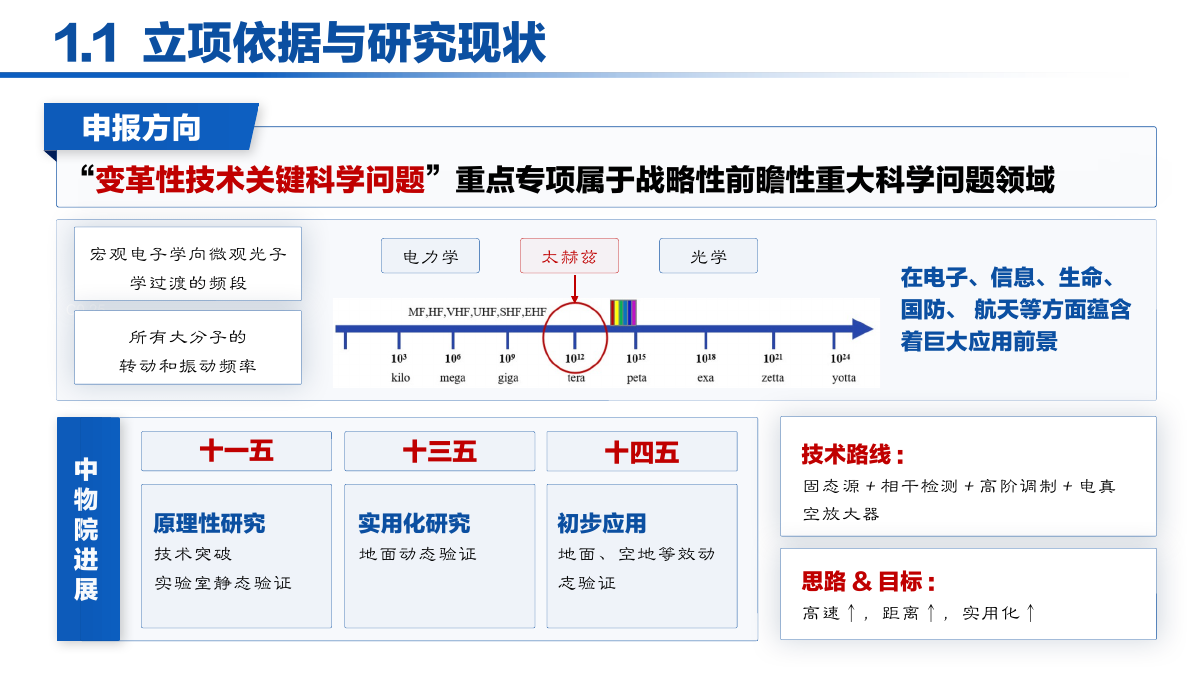 1.1 立项依据与研究现状
申报方向
“变革性技术关键科学问题”重点专项属于战略性前瞻性重大科学问题领域
宏观电子学向微观光子
学过渡的频段
所有大分子的
转动和振动频率
电力学
太赫兹
光学
MF,HF,VHF,UHF,SHF,EHF
10³
10⁶
10⁹
10¹²
10¹⁵
10¹⁸
10²¹
10²⁴
kilo
mega
giga
tera
peta
exa
zetta
yotta
在电子、信息、生命、
国防、 航天等方面蕴含
着巨大应用前景
中物院进展
十一五
原理性研究
技术突破
实验室静态验证
十三五
实用化研究
地面动态验证
十四五
初步应用
地面、空地等效动
态验证
技术路线：
固态源＋相干检测＋高阶调制＋电真
空放大器
思路 & 目标：
高速↑，距离↑，实用化↑